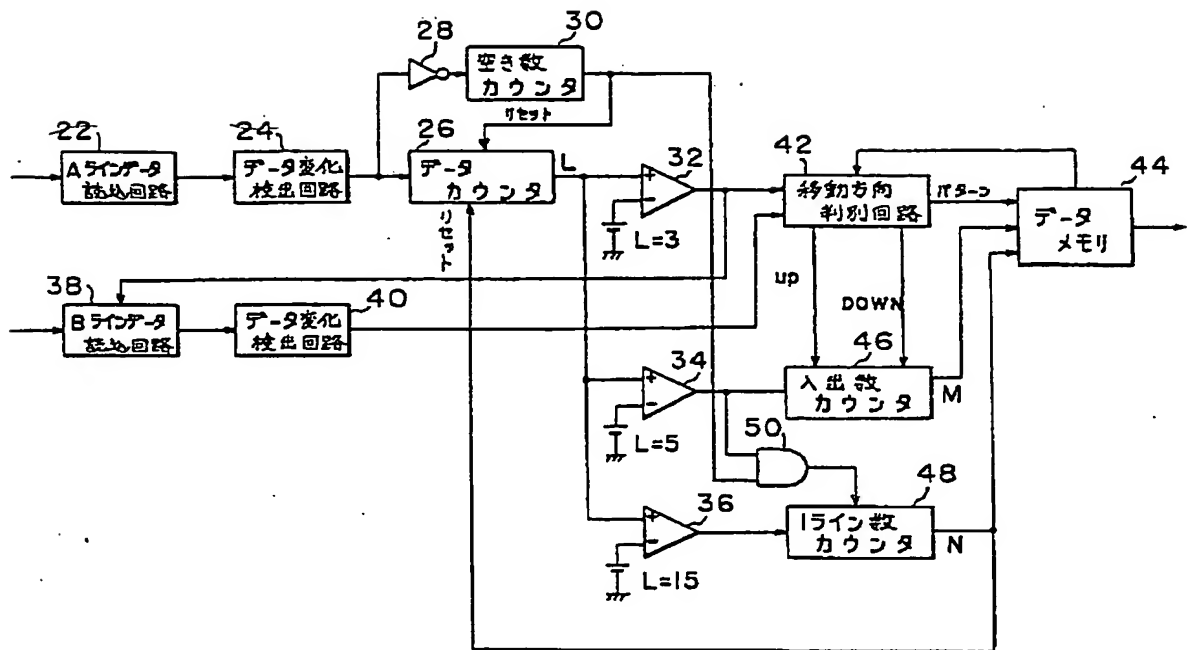 28
30
空き数
カウンタ
リセット
22
Aラインデータ
読込回路
24
データ変化
検出回路
26
データ
カウンタ
L
リセット
32
L=3
42
移動方向
判別回路
パターン
44
データ
メモリ
up
DOWN
38
Bラインデータ
読込回路
40
データ変化
検出回路
34
L=5
46
入出数
カウンタ
M
50
36
L=15
48
1ライン数
カウンタ
N